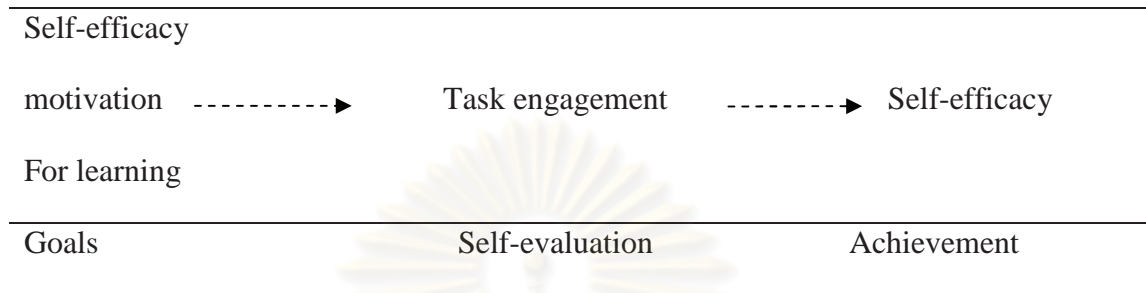 Self-efficacy
motivation Task engagement Self-efficacy
For learning
Goals Self-evaluation Achievement